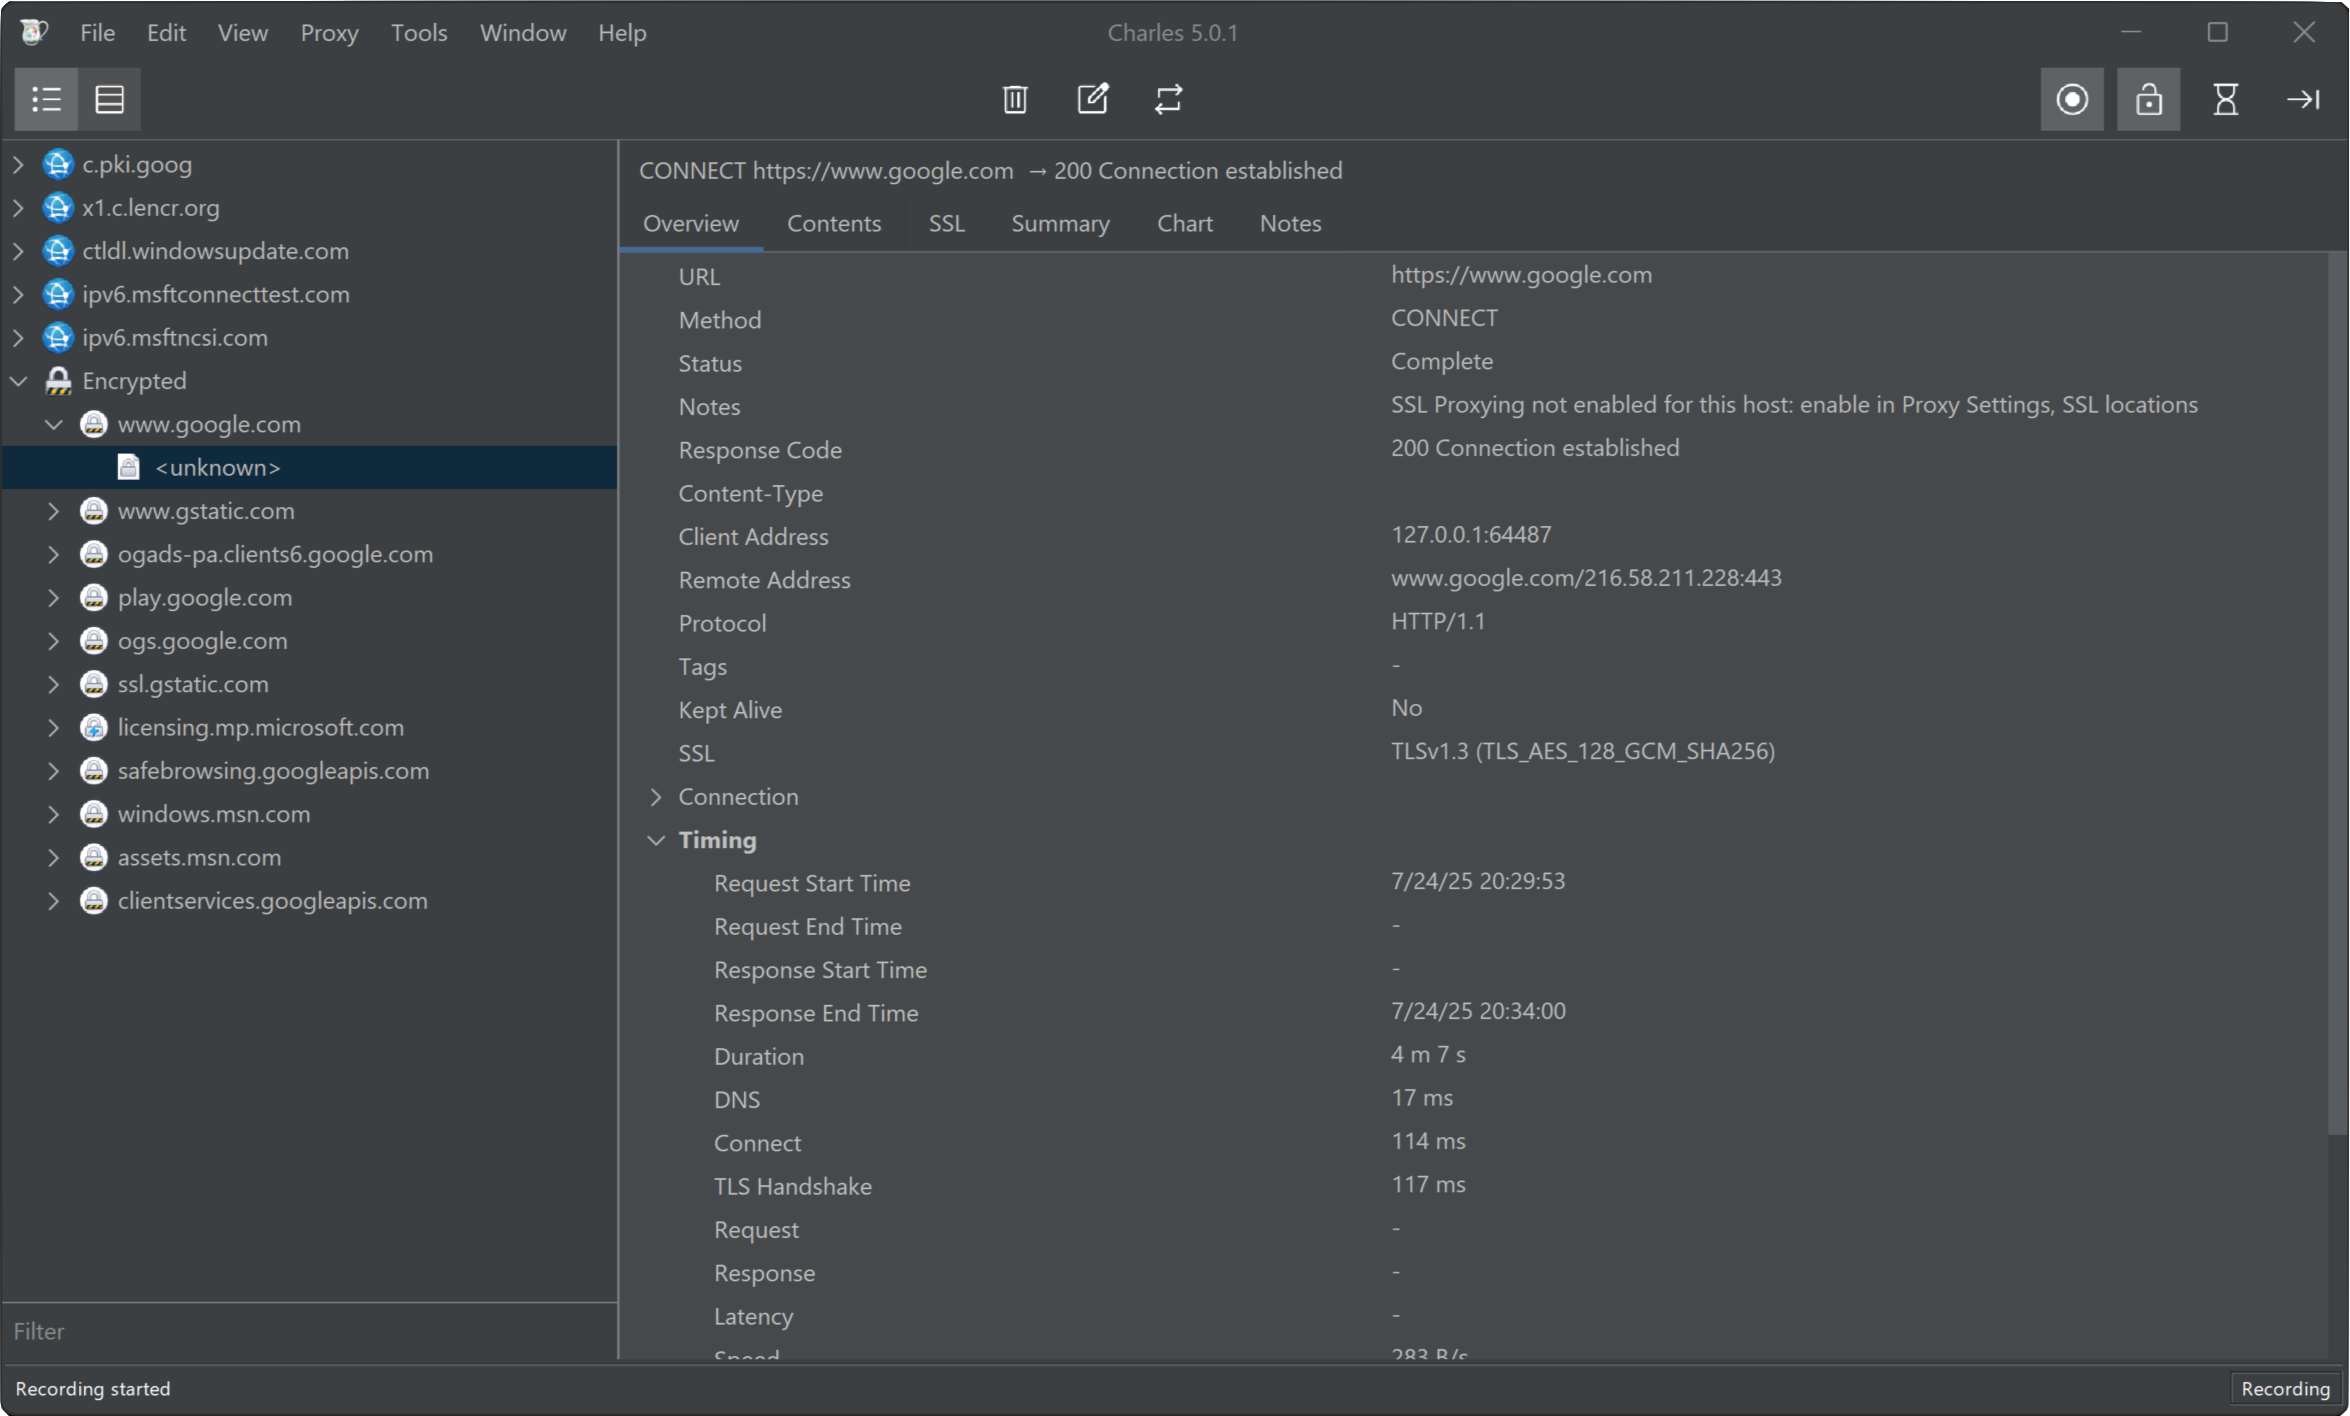 File Edit View Proxy Tools Window Help Charles 5.0.1
c.pki.goog
x1.c.lencr.org
ctldl.windowsupdate.com
ipv6.msftconnecttest.com
ipv6.msftncsi.com
Encrypted
www.google.com
<unknown>
www.gstatic.com
ogads-pa.clients6.google.com
play.google.com
ogs.google.com
ssl.gstatic.com
licensing.mp.microsoft.com
safebrowsing.googleapis.com
windows.msn.com
assets.msn.com
clientservices.googleapis.com
Filter
CONNECT https://www.google.com → 200 Connection established
Overview Contents SSL Summary Chart Notes
URL https://www.google.com
Method CONNECT
Status Complete
Notes SSL Proxying not enabled for this host: enable in Proxy Settings, SSL locations
Response Code 200 Connection established
Content-Type
Client Address 127.0.0.1:64487
Remote Address www.google.com/216.58.211.228:443
Protocol HTTP/1.1
Tags -
Kept Alive No
SSL TLSv1.3 (TLS_AES_128_GCM_SHA256)
Connection
Timing
Request Start Time 7/24/25 20:29:53
Request End Time -
Response Start Time -
Response End Time 7/24/25 20:34:00
Duration 4 m 7 s
DNS 17 ms
Connect 114 ms
TLS Handshake 117 ms
Request -
Response -
Latency -
Speed 283 B/s
Recording started Recording